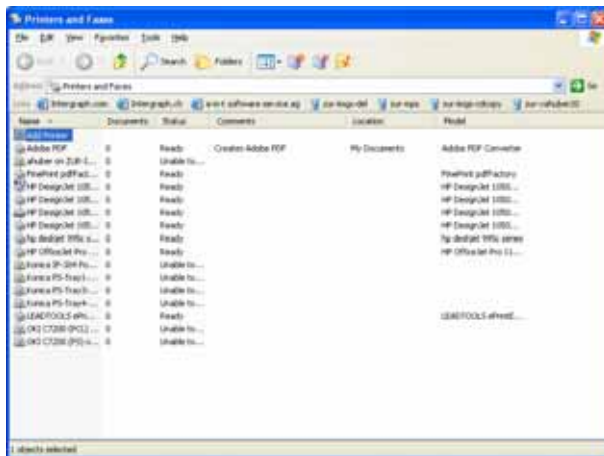 Printers and Faxes
File Edit View Favorites Tools Help
Search Folders
Address Printers and Faxes Go
Intergraph.com Intergraph.ch
Name Documents Status Comments Location Model
Add Printer
Adobe PDF 0 Ready Creates Adobe PDF My Documents Adobe PDF Converter
0 Unable to...
FinePrint pdfFact... 0 Ready FinePrint pdfFactory
HP DesignJet 105... 0 Ready HP DesignJet 1050...
HP DesignJet 105... 0 Ready HP DesignJet 1050...
HP DesignJet 105... 0 Ready HP DesignJet 1050...
HP DesignJet 105... 0 Ready HP DesignJet 1050...
hp deskjet 995c s... 0 Ready hp deskjet 995c series
HP OfficeJet Pro ... 0 Ready HP OfficeJet Pro 11...
Konica 0 Unable to...
Konica PS-Tray1-... 0 Unable to...
Konica PS-Tray3-... 0 Unable to...
Konica PS-Tray4-... 0 Unable to...
LEADTOOLS ePri... 0 Ready LEADTOOLS ePrint...
OKI C7200 (PCL) ... 0 Unable to...
OKI C7200 (PS) 0 Unable to...
1 objects selected